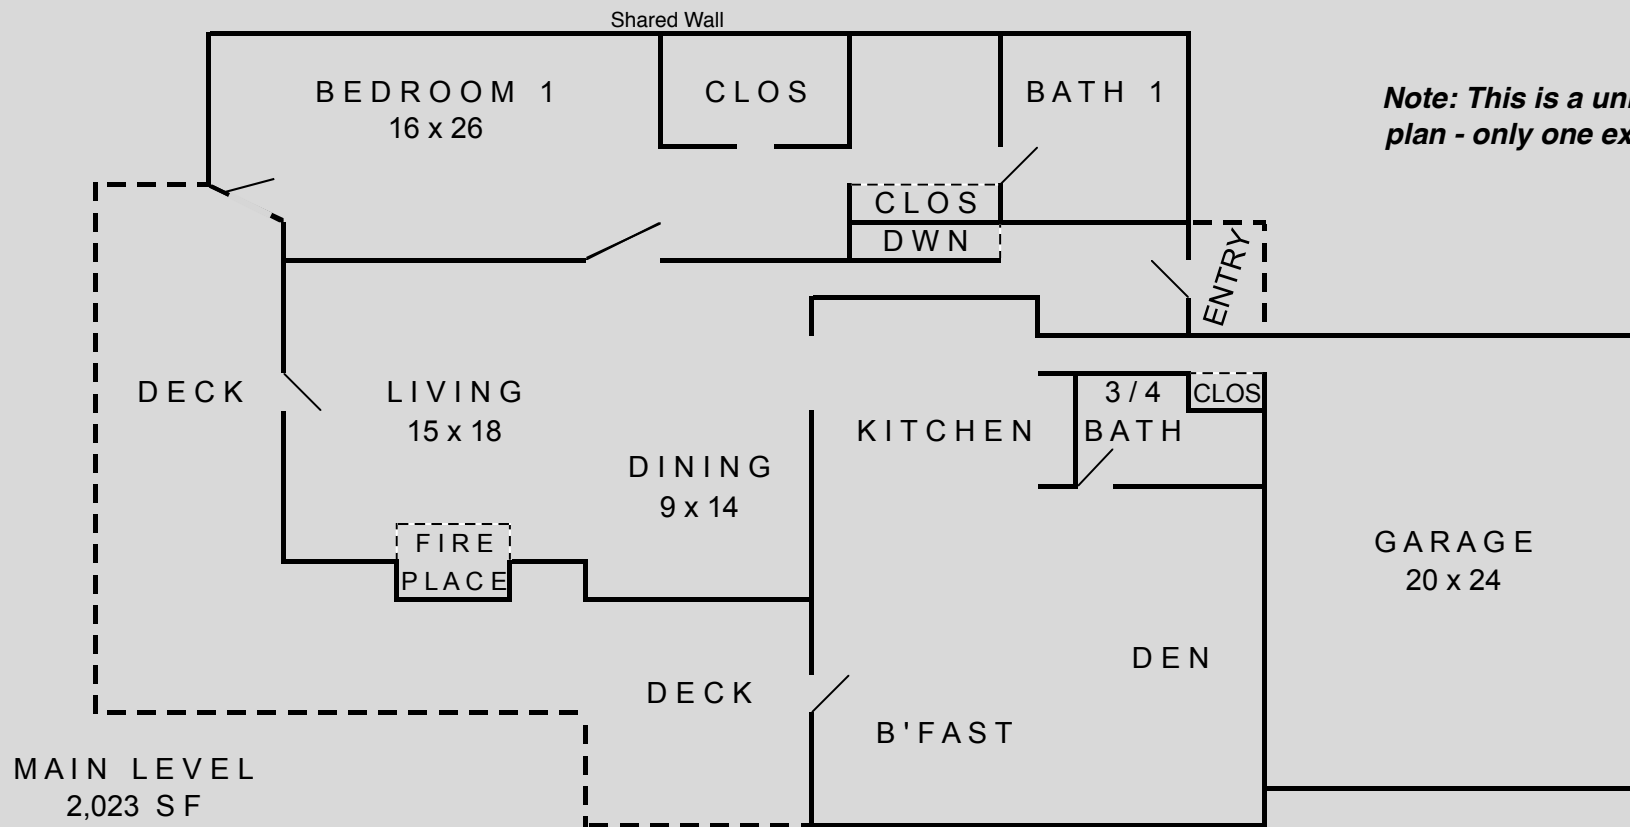 Shared Wall
BEDROOM 1
16 x 26
CLOS
BATH 1
Note: This is a
plan - only one
CLOS
DWN
ENTRY
DECK
LIVING
15 x 18
3/4
BATH
CLOS
KITCHEN
DINING
9 x 14
FIRE
PLACE
GARAGE
20 x 24
DEN
DECK
B'FAST
MAIN LEVEL
2,023 SF